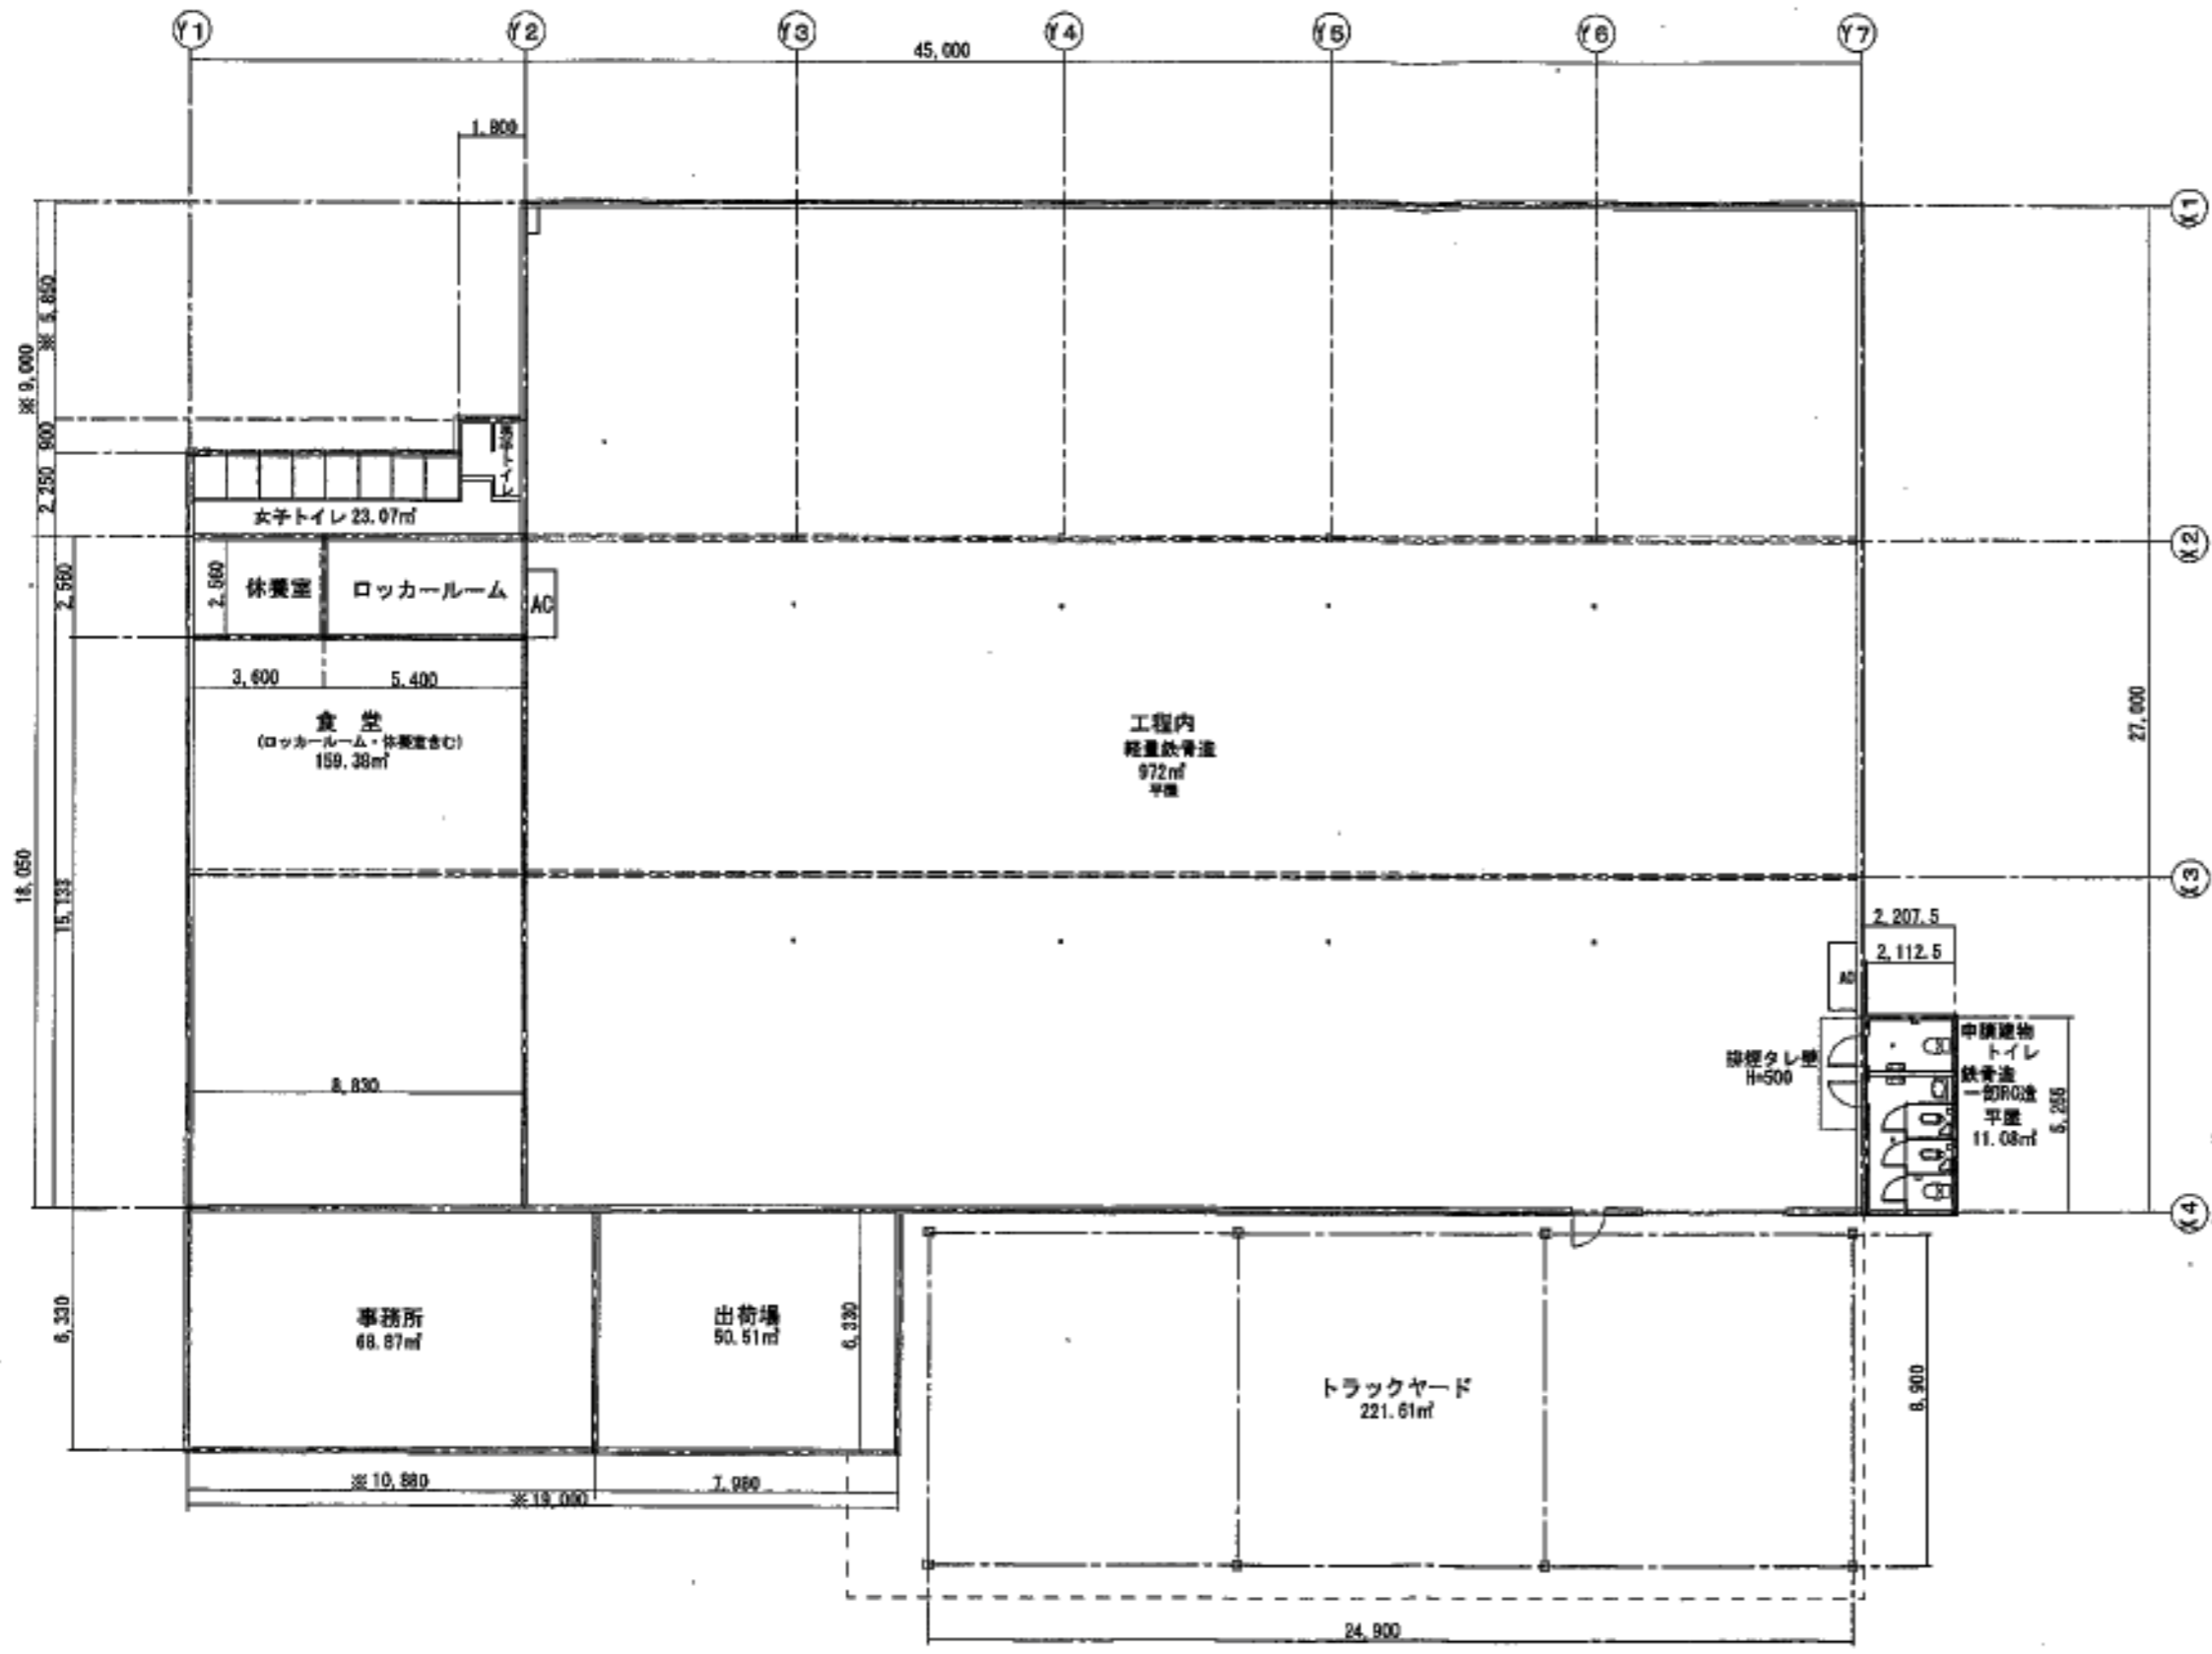 Y1
Y2
Y3
Y4
Y5
Y6
Y7
45,000
1,800
X1
※ 5,850
※9,000
900
2,250
女子トイレ 23.07㎡
X2
2,560
2,560
休養室
ロッカールーム
AC
3,600
5,400
食 堂
(ロッカールーム・休養室含む)
159.38㎡
工程内
軽量鉄骨造
972㎡
平屋
27,000
18,050
15,133
X3
2,207.5
2,112.5
AC
排煙タレ壁
H=500
申請建物
トイレ
鉄骨造
一部RC造
平屋
11.08㎡
8,830
X4
6,330
事務所
68.87㎡
出荷場
50.51㎡
6,330
トラックヤード
221.61㎡
8,900
※10,880
7,980
※19,000
24,900